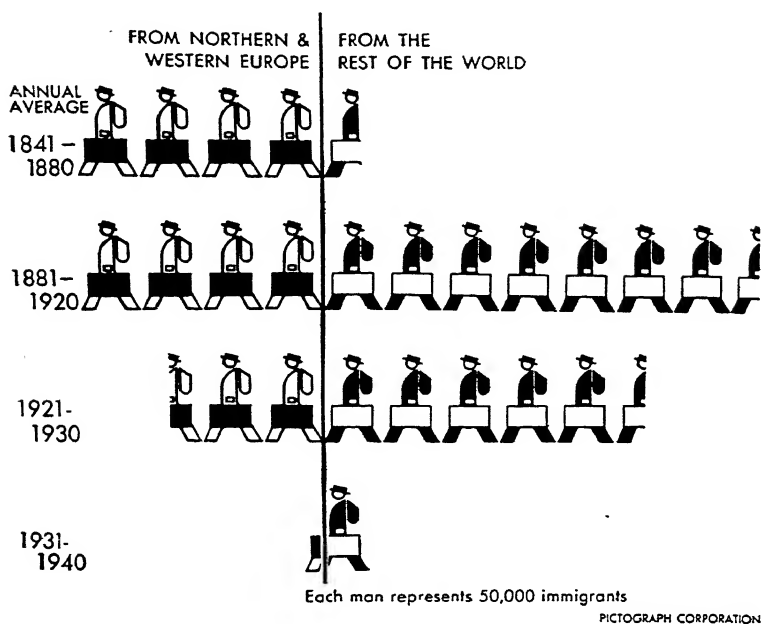 FROM NORTHERN &
WESTERN EUROPE
FROM THE
REST OF THE WORLD
ANNUAL
AVERAGE
1841–
1880
1881–
1920
1921-
1930
1931-
1940
Each man represents 50,000 immigrants
PICTOGRAPH CORPORATION